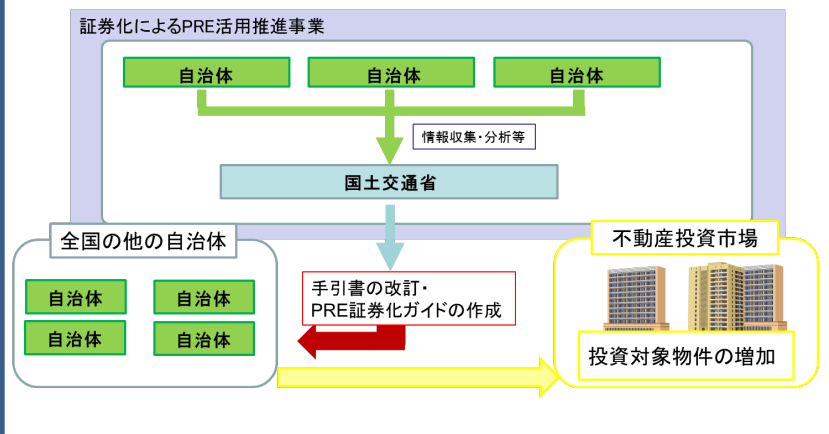 証券化によるPRE活用推進事業
自治体
自治体
自治体
情報収集・分析等
国土交通省
全国の他の自治体
自治体
自治体
自治体
自治体
手引書の改訂・
PRE証券化ガイドの作成
不動産投資市場
投資対象物件の増加